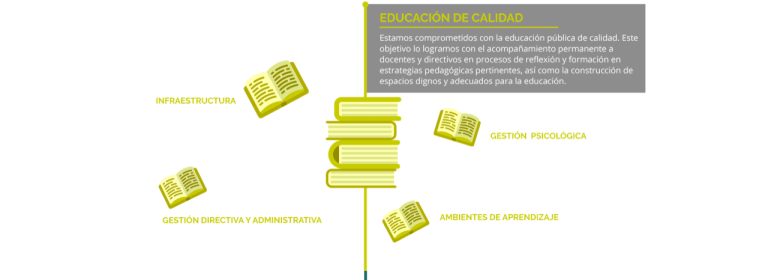 EDUCACIÓN DE CALIDAD
Estamos comprometidos con la educación pública de calidad. Este
objetivo lo logramos con el acompañamiento permanente a
docentes y directivos en procesos de reflexión y formación en
estrategias pedagógicas pertinentes, así como la construcción de
espacios dignos y adecuados para la educación.
INFRAESTRUCTURA
GESTIÓN PSICOLÓGICA
GESTIÓN DIRECTIVA Y ADMINISTRATIVA
AMBIENTES DE APRENDIZAJE